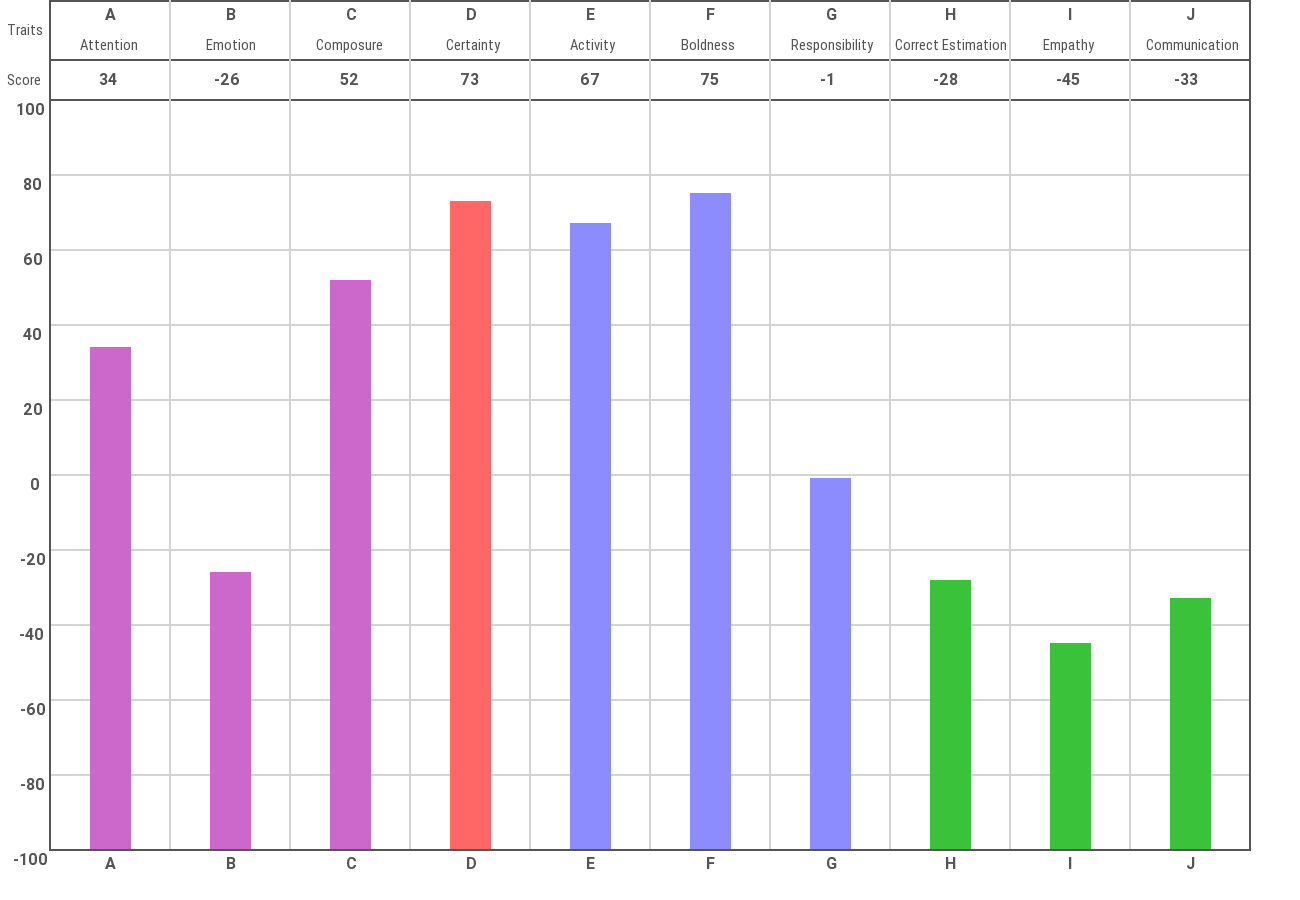 Traits A B C D E F G H I J
Attention Emotion Composure Certainty Activity Boldness Responsibility Correct Estimation Empathy Communication
Score 34 -26 52 73 67 75 -1 -28 -45 -33
100
80
60
40
20
0
-20
-40
-60
-80
-100
A B C D E F G H I J